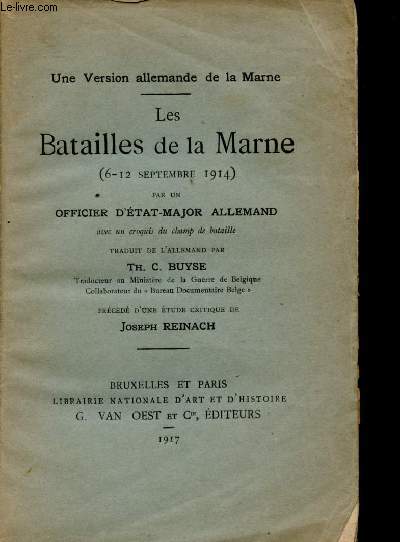 Le-livre.com
Une Version allemande de la Marne
Les
Batailles de la Marne
(6-12 SEPTEMBRE 1914)
PAR UN
OFFICIER D'ÉTAT-MAJOR ALLEMAND
avec un croquis du champ de bataille
TRADUIT DE L'ALLEMAND PAR
TH. C. BUYSE
Traducteur au Ministère de la Guerre de Belgique
Collaborateur du « Bureau Documentaire Belge »
PRÉCÉDÉ D'UNE ÉTUDE CRITIQUE DE
JOSEPH REINACH
BRUXELLES ET PARIS
LIBRAIRIE NATIONALE D'ART ET D'HISTOIRE
G. VAN OEST ET Cie, ÉDITEURS
1917